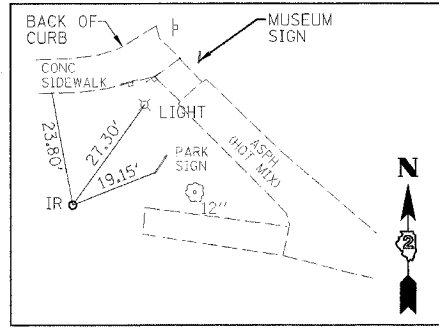 BACK OF
CURB
MUSEUM
SIGN
CONC
SIDEWALK
LIGHT
23.80'
27.30'
19.15'
PARK
SIGN
ASPH
(HOT MIX)
IR
12"
N
2